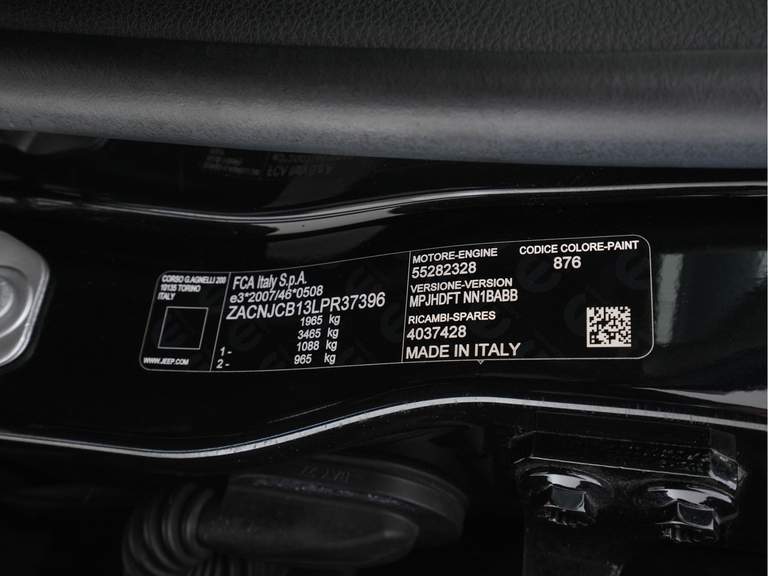 CORSO G.AGNELLI 200
10135 TORINO
ITALY
WWW.JEEP.COM
FCA Italy S.p.A.
e3*2007/46*0508
ZACNJCB13LPR37396
1965 kg
3465 kg
1 - 1088 kg
2 - 965 kg
MOTORE-ENGINE
55282328
VERSIONE-VERSION
MPJHDFT NN1BABB
RICAMBI-SPARES
4037428
MADE IN ITALY
CODICE COLORE-PAINT
876